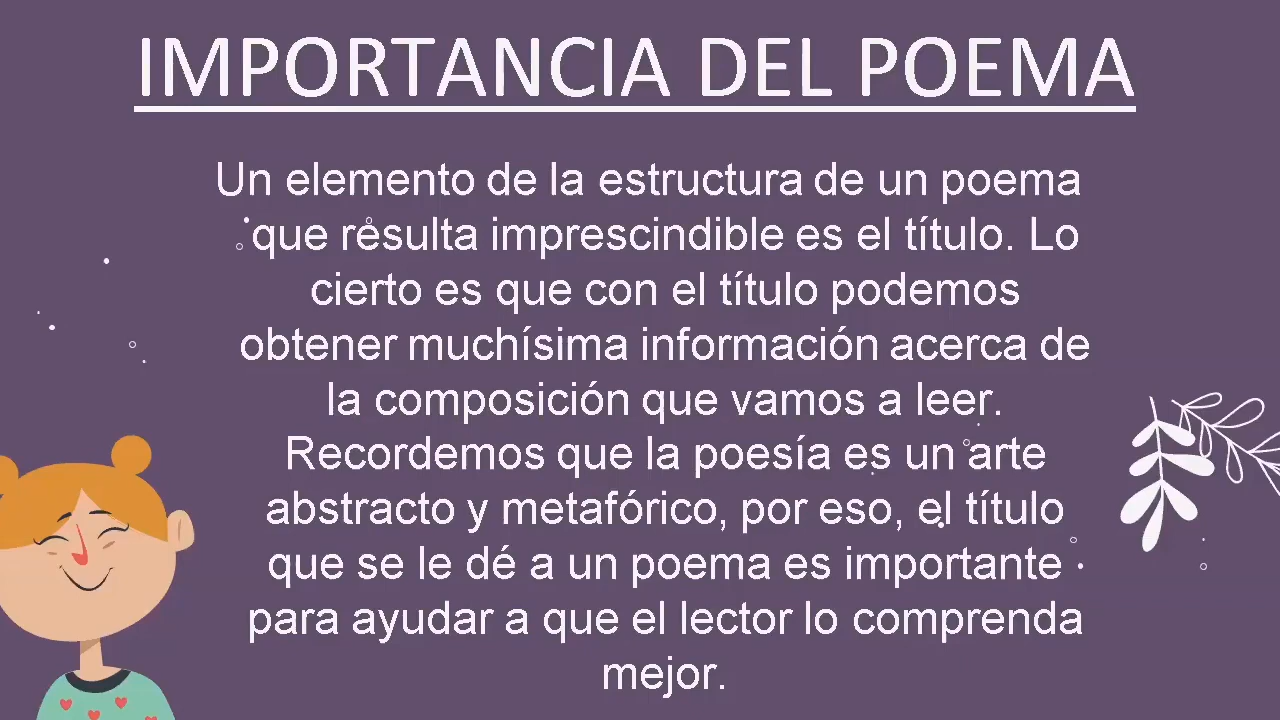 IMPORTANCIA DEL POEMA
Un elemento de la estructura de un poema
que resulta imprescindible es el título. Lo
cierto es que con el título podemos
obtener muchísima información acerca de
la composición que vamos a leer.
Recordemos que la poesía es un arte
abstracto y metafórico, por eso, el título
que se le dé a un poema es importante
para ayudar a que el lector lo comprenda
mejor.